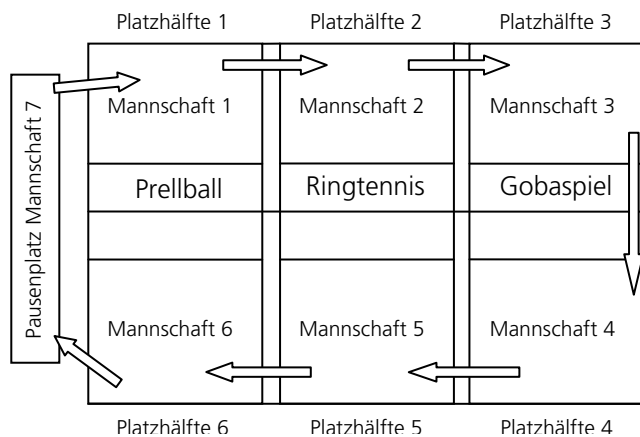 Platzhälfte 1
Platzhälfte 2
Platzhälfte 3
Pausenplatz Mannschaft 7
Mannschaft 1
Mannschaft 2
Mannschaft 3
Prellball
Ringtennis
Gobaspiel
Mannschaft 6
Mannschaft 5
Mannschaft 4
Platzhälfte 6
Platzhälfte 5
Platzhälfte 4